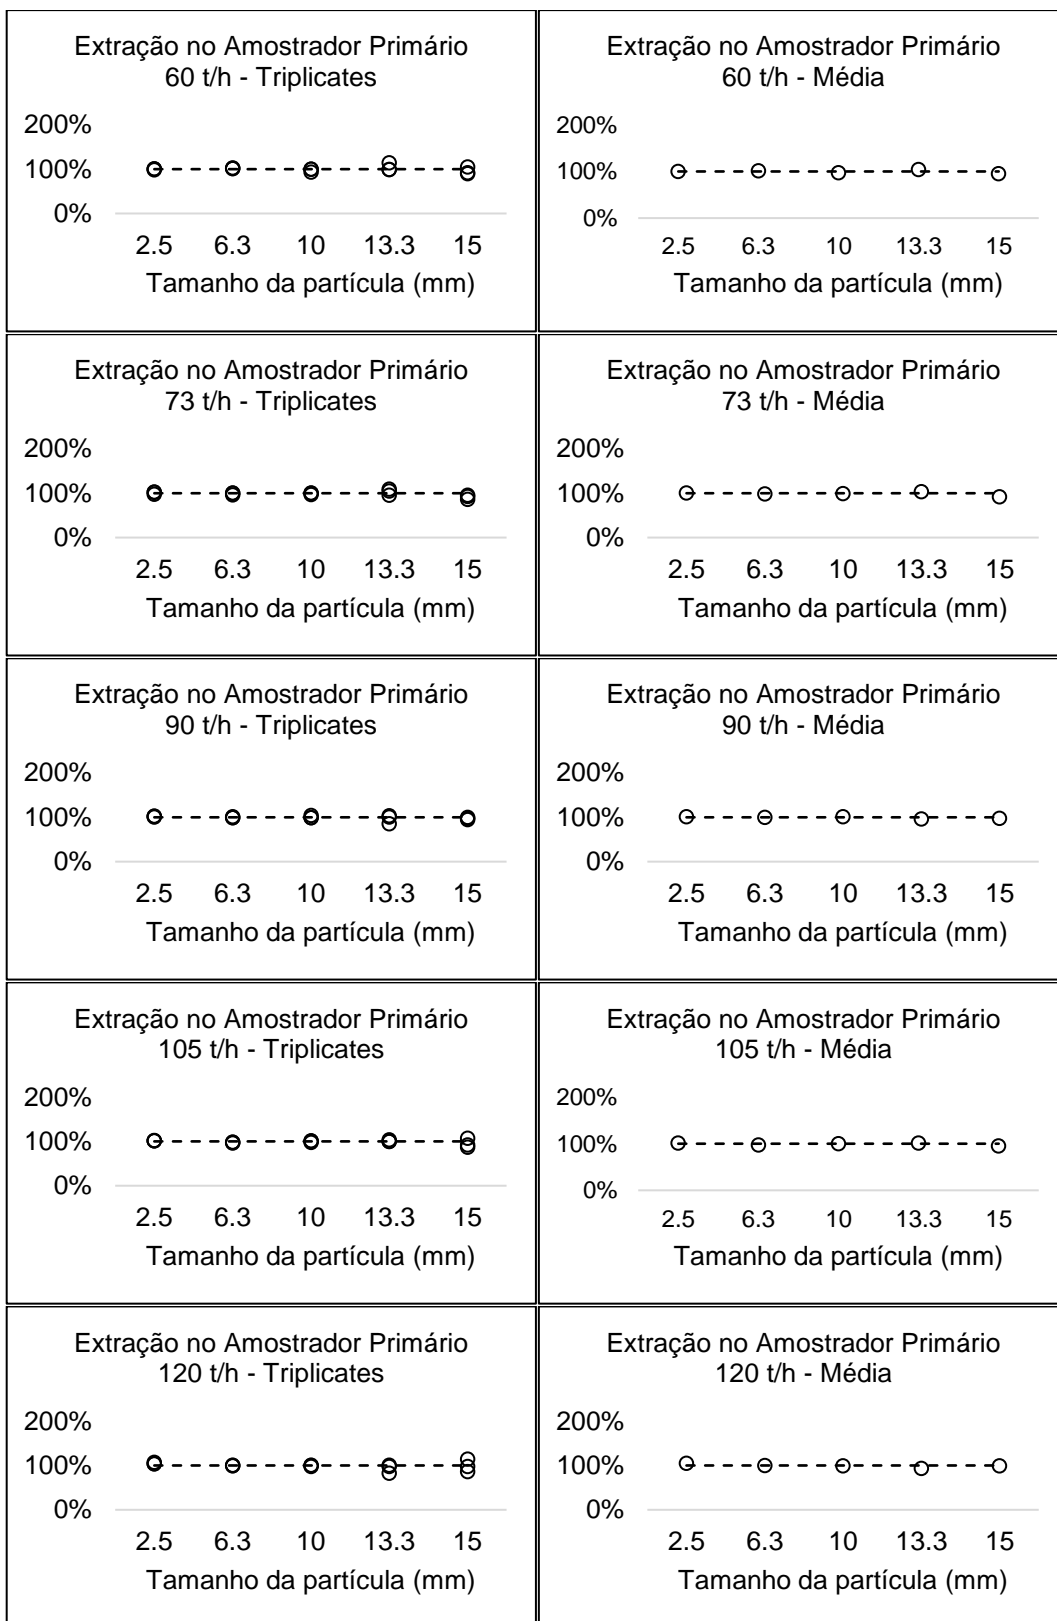 Extração no Amostrador Primário
60 t/h - Triplicates
200%
100%
0%
2.5 6.3 10 13.3 15
Tamanho da partícula (mm)
Extração no Amostrador Primário
60 t/h - Média
200%
100%
0%
2.5 6.3 10 13.3 15
Tamanho da partícula (mm)
Extração no Amostrador Primário
73 t/h - Triplicates
200%
100%
0%
2.5 6.3 10 13.3 15
Tamanho da partícula (mm)
Extração no Amostrador Primário
73 t/h - Média
200%
100%
0%
2.5 6.3 10 13.3 15
Tamanho da partícula (mm)
Extração no Amostrador Primário
90 t/h - Triplicates
200%
100%
0%
2.5 6.3 10 13.3 15
Tamanho da partícula (mm)
Extração no Amostrador Primário
90 t/h - Média
200%
100%
0%
2.5 6.3 10 13.3 15
Tamanho da partícula (mm)
Extração no Amostrador Primário
105 t/h - Triplicates
200%
100%
0%
2.5 6.3 10 13.3 15
Tamanho da partícula (mm)
Extração no Amostrador Primário
105 t/h - Média
200%
100%
0%
2.5 6.3 10 13.3 15
Tamanho da partícula (mm)
Extração no Amostrador Primário
120 t/h - Triplicates
200%
100%
0%
2.5 6.3 10 13.3 15
Tamanho da partícula (mm)
Extração no Amostrador Primário
120 t/h - Média
200%
100%
0%
2.5 6.3 10 13.3 15
Tamanho da partícula (mm)